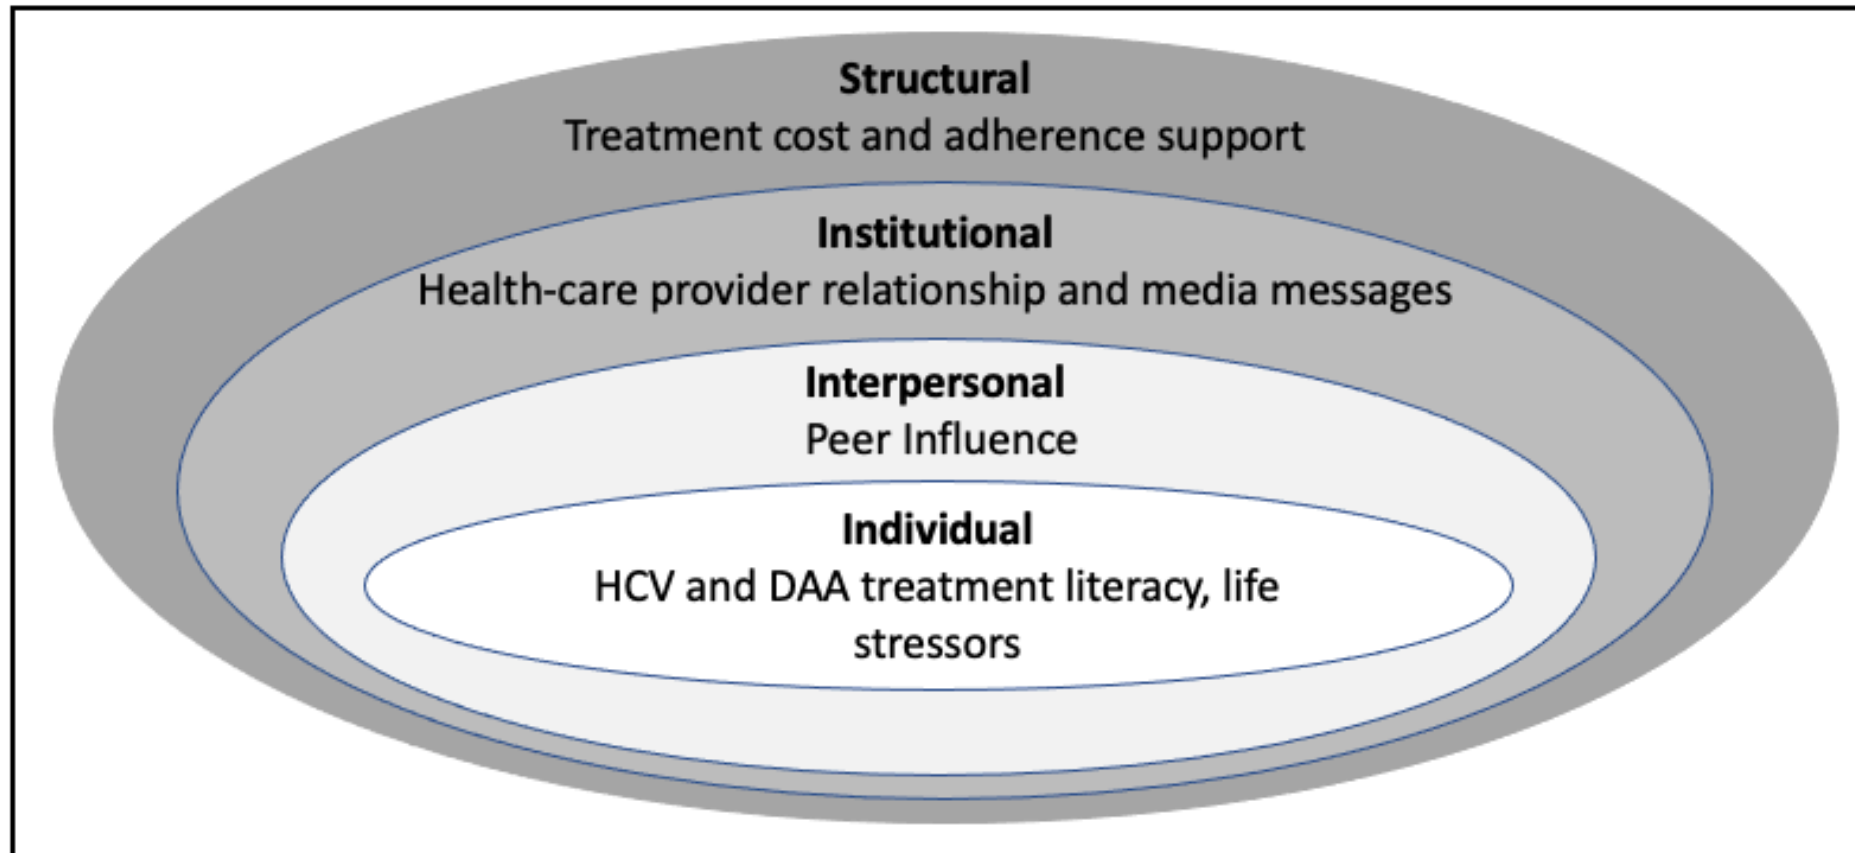 Structural
Treatment cost and adherence support
Institutional
Health-care provider relationship and media messages
Interpersonal
Peer Influence
Individual
HCV and DAA treatment literacy, life
stressors